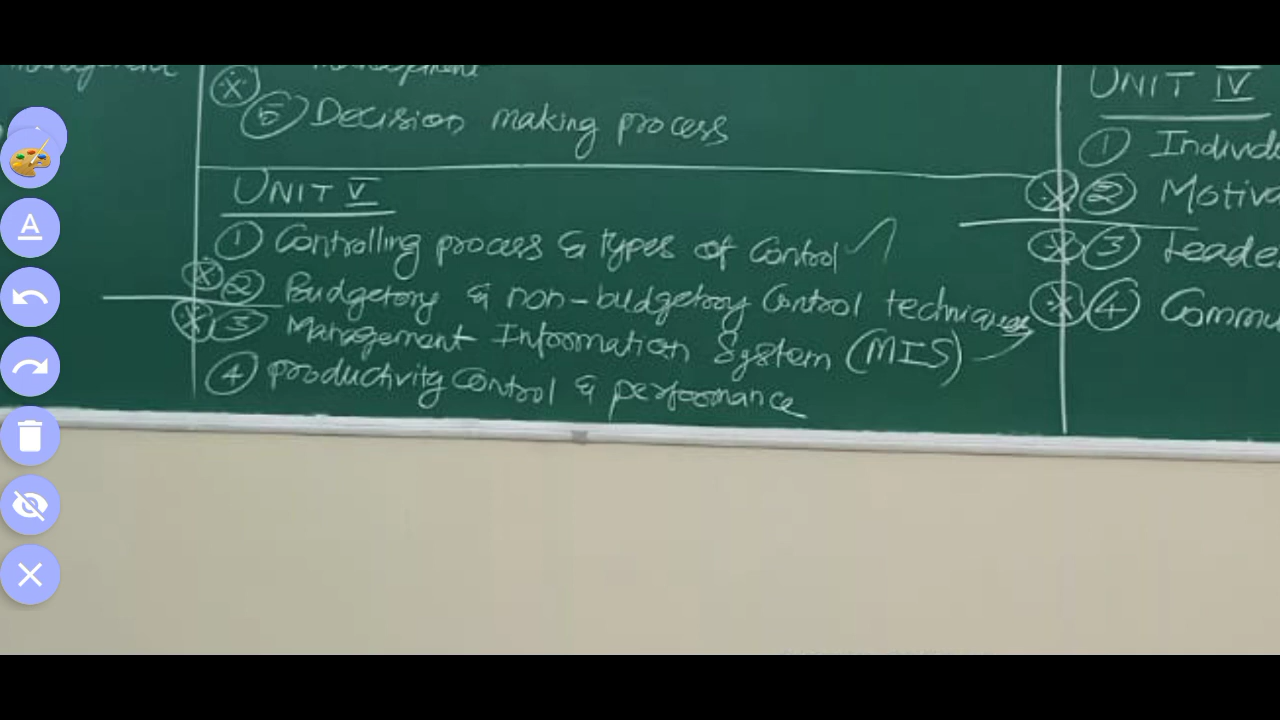 5 Decision making process
UNIT V
1 Controlling process & types of Control
2 Budgetory & non-budgetory Control techniques
3 Management Information System (MIS)
4 productivity Control & performance
UNIT IV
1 Individ
2 Motiva
3 Leade
4 Commu